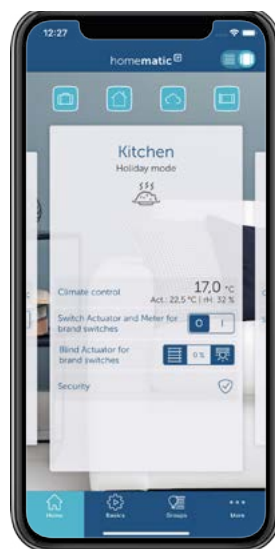 12:27
homematic IP
Kitchen
Holiday mode
Climate control
17,0 °C
Act.: 22,5 °C | rH: 32 %
Switch Actuator and Meter for
brand switches
O I
Blind Actuator for
brand switches
0 %
Security
Home Basics Groups More